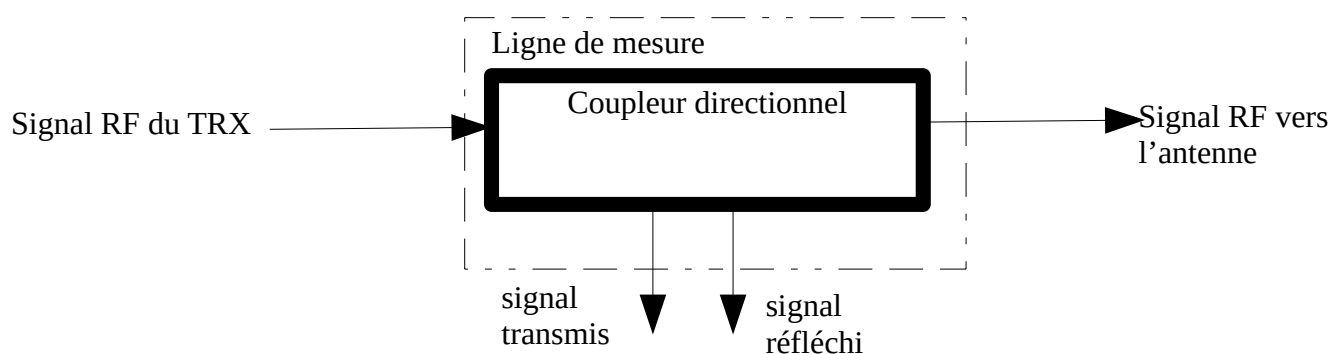 Ligne de mesure
Coupleur directionnel
Signal RF du TRX
Signal RF vers
l’antenne
signal
transmis
signal
réfléchi